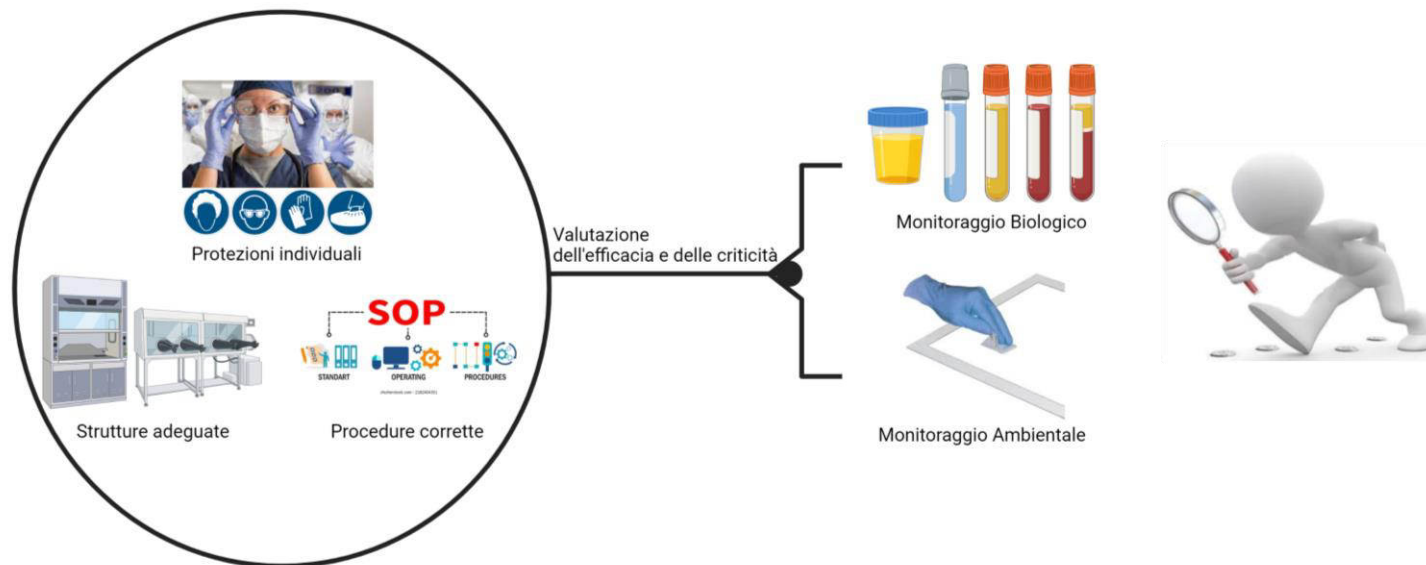 Protezioni individuali
SOP
STANDART
OPERATING
PROCEDURES
Strutture adeguate
Procedure corrette
Valutazione
dell'efficacia e delle criticità
Monitoraggio Biologico
Monitoraggio Ambientale